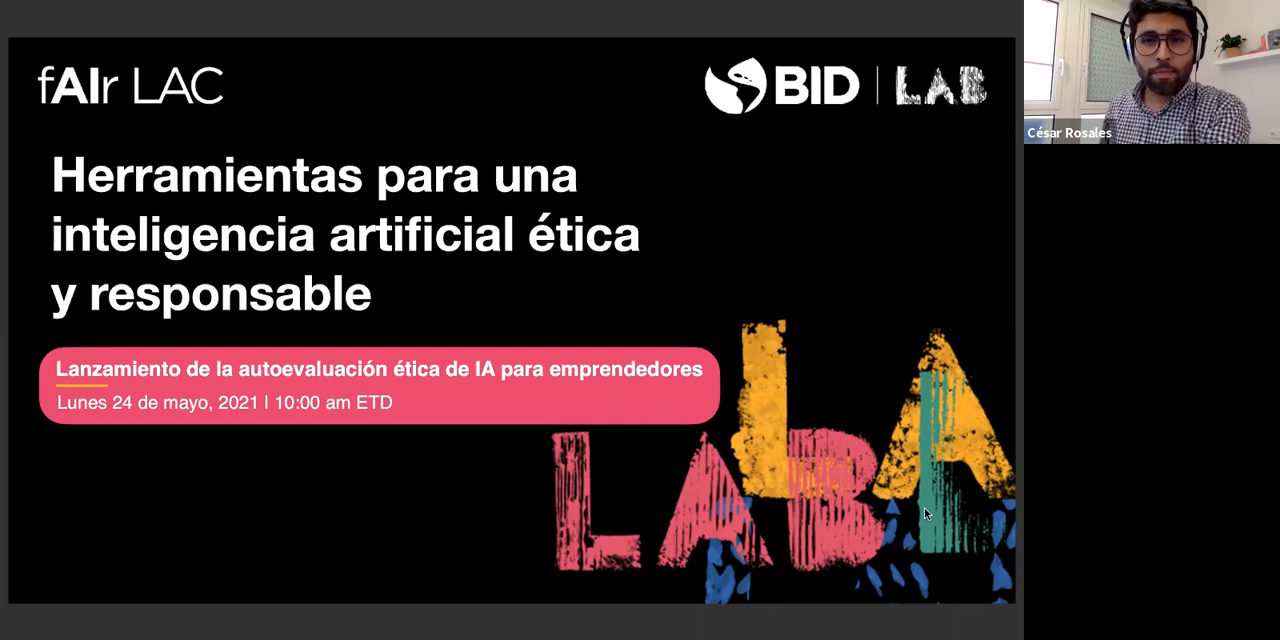 fAIr LAC
BID | LAB
Herramientas para una
inteligencia artificial ética
y responsable
Lanzamiento de la autoevaluación ética de IA para emprendedores
Lunes 24 de mayo, 2021 | 10:00 am ETD
LA
LAB
César Rosales